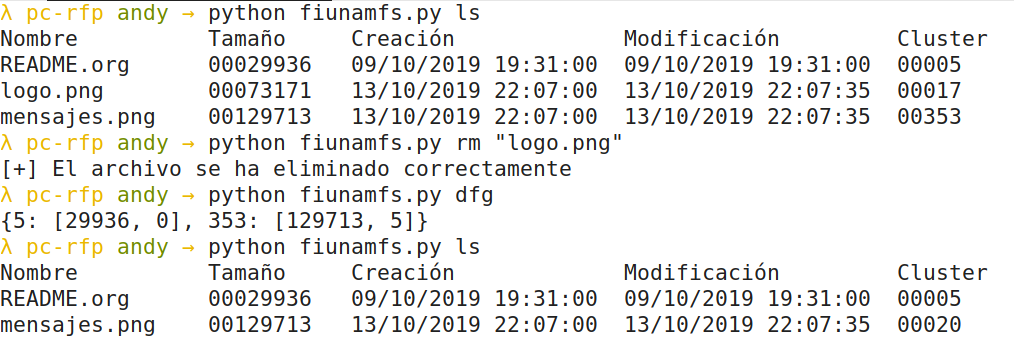 λ pc-rfp andy → python fiunamfs.py ls
Nombre Tamaño Creación Modificación Cluster
README.org 00029936 09/10/2019 19:31:00 09/10/2019 19:31:00 00005
logo.png 00073171 13/10/2019 22:07:00 13/10/2019 22:07:35 00017
mensajes.png 00129713 13/10/2019 22:07:00 13/10/2019 22:07:35 00353
λ pc-rfp andy → python fiunamfs.py rm "logo.png"
[+] El archivo se ha eliminado correctamente
λ pc-rfp andy → python fiunamfs.py dfg
{5: [29936, 0], 353: [129713, 5]}
λ pc-rfp andy → python fiunamfs.py ls
Nombre Tamaño Creación Modificación Cluster
README.org 00029936 09/10/2019 19:31:00 09/10/2019 19:31:00 00005
mensajes.png 00129713 13/10/2019 22:07:00 13/10/2019 22:07:35 00020